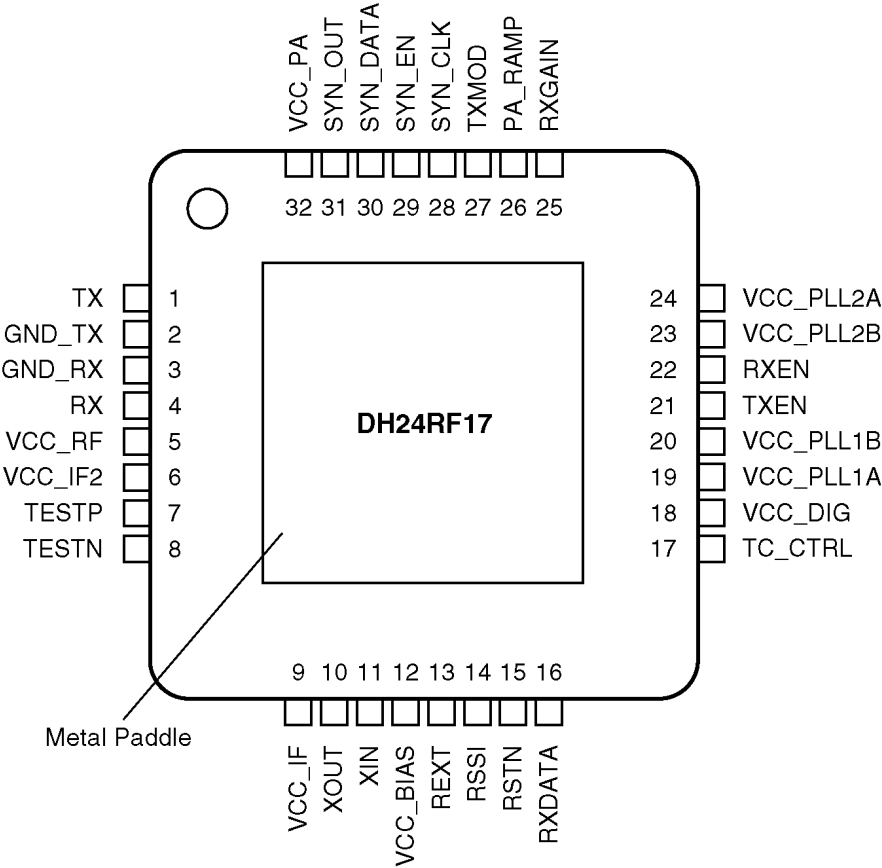 VCC_PA
SYN_OUT
SYN_DATA
SYN_EN
SYN_CLK
TXMOD
PA_RAMP
RXGAIN
32 31 30 29 28 27 26 25
TX 1
GND_TX 2
GND_RX 3
RX 4
VCC_RF 5
VCC_IF2 6
TESTP 7
TESTN 8
DH24RF17
24 VCC_PLL2A
23 VCC_PLL2B
22 RXEN
21 TXEN
20 VCC_PLL1B
19 VCC_PLL1A
18 VCC_DIG
17 TC_CTRL
9 10 11 12 13 14 15 16
Metal Paddle
VCC_IF
XOUT
XIN
VCC_BIAS
REXT
RSSI
RSTN
RXDATA